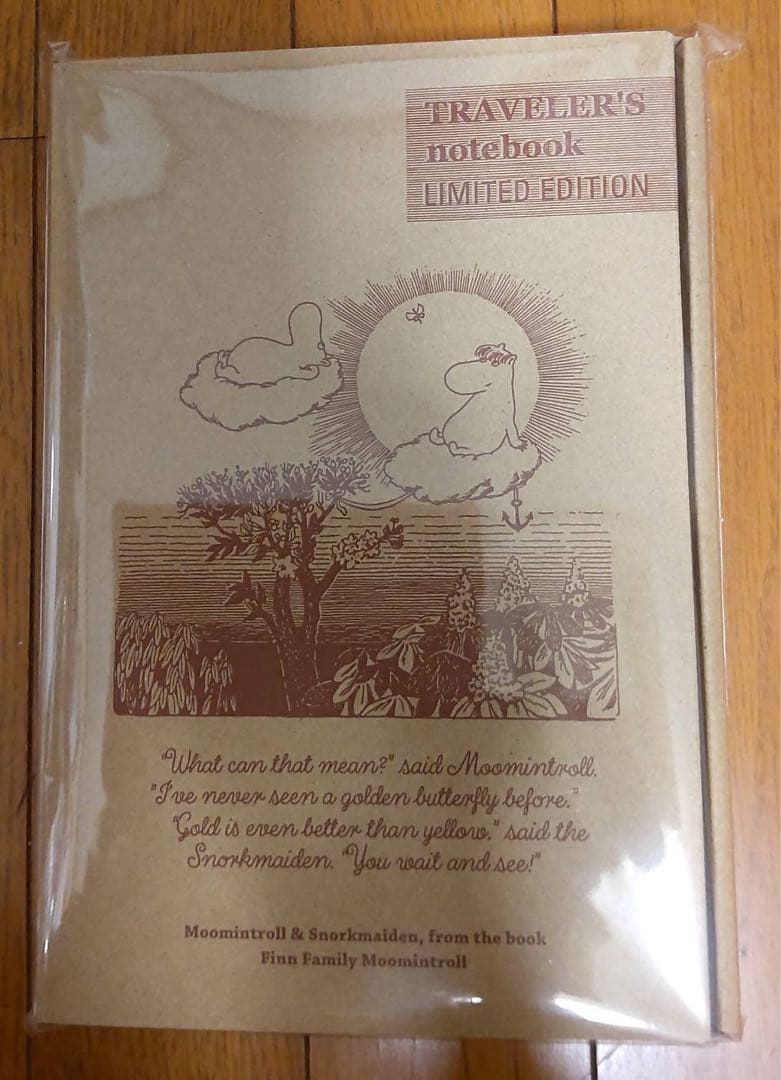 TRAVELER'S
notebook
LIMITED EDITION
"What can that mean?" said Moomintroll.
"I've never seen a golden butterfly before."
"Gold is even better than yellow," said the
Snorkmaiden. "You wait and see!"
Moomintroll & Snorkmaiden, from the book
Finn Family Moomintroll